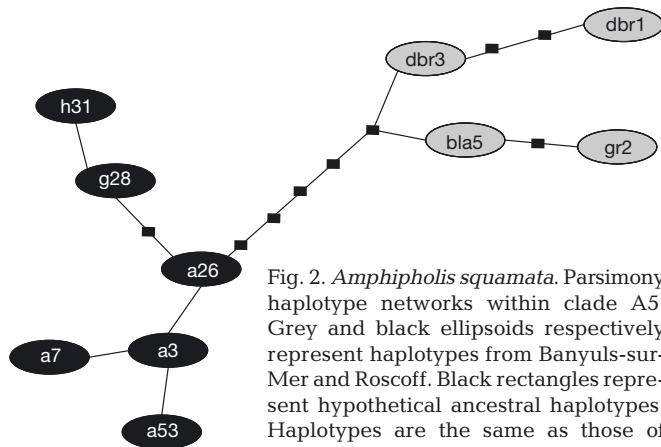 dbr1
dbr3
h31
bla5
gr2
g28
a26
a7
a3
a53
Fig. 2. Amphipholis squamata. Parsimony
haplotype networks within clade A5
Grey and black ellipsoids respectively
represent haplotypes from Banyuls-sur-
Mer and Roscoff. Black rectangles repre-
sent hypothetical ancestral haplotypes
Haplotypes are the same as those of